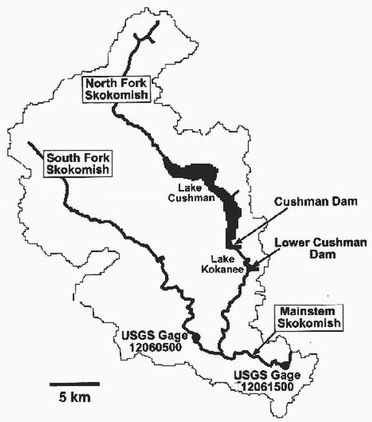 North Fork
Skokomish
South Fork
Skokomish
Lake
Cushman
Cushman Dam
Lower Cushman
Dam
Lake
Kokanee
Mainstem
Skokomish
USGS Gage
12060500
USGS Gage
12061500
5 km